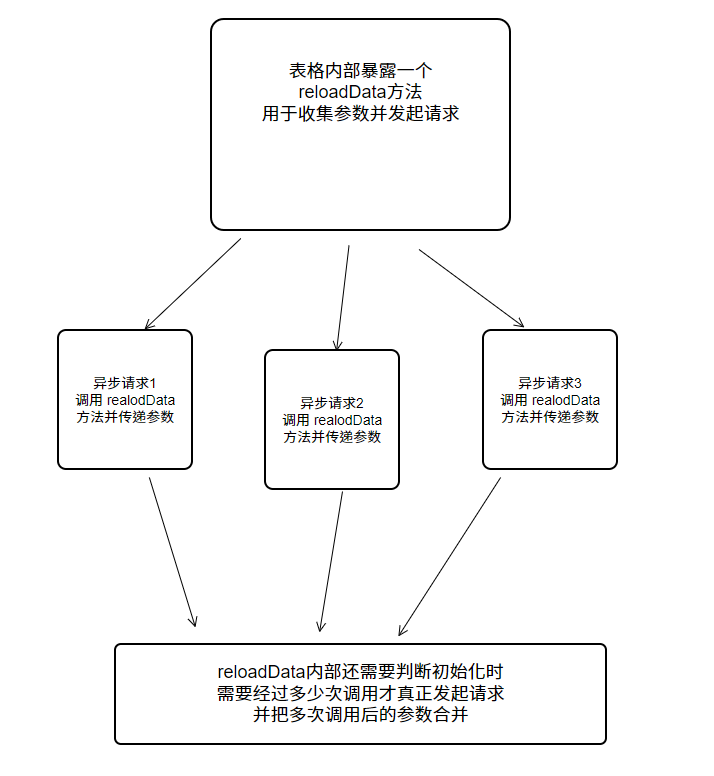 表格内部暴露一个
reloadData方法
用于收集参数并发起请求
异步请求1
调用 realodData
方法并传递参数
异步请求2
调用 realodData
方法并传递参数
异步请求3
调用 realodData
方法并传递参数
reloadData内部还需要判断初始化时
需要经过多少次调用才真正发起请求
并把多次调用后的参数合并